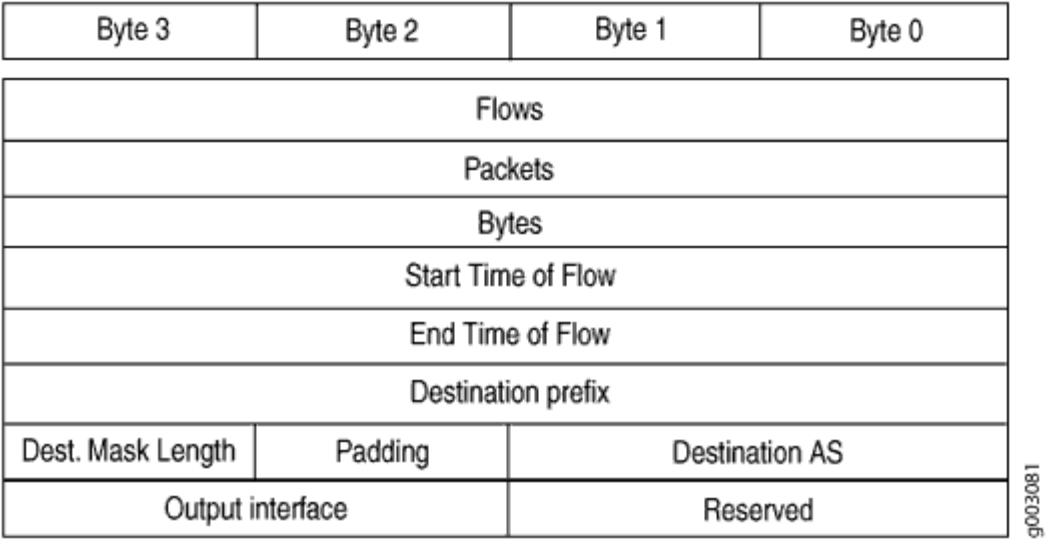 Byte 3 Byte 2 Byte 1 Byte 0
Flows
Packets
Bytes
Start Time of Flow
End Time of Flow
Destination prefix
Dest. Mask Length Padding Destination AS
Output interface Reserved
g003081